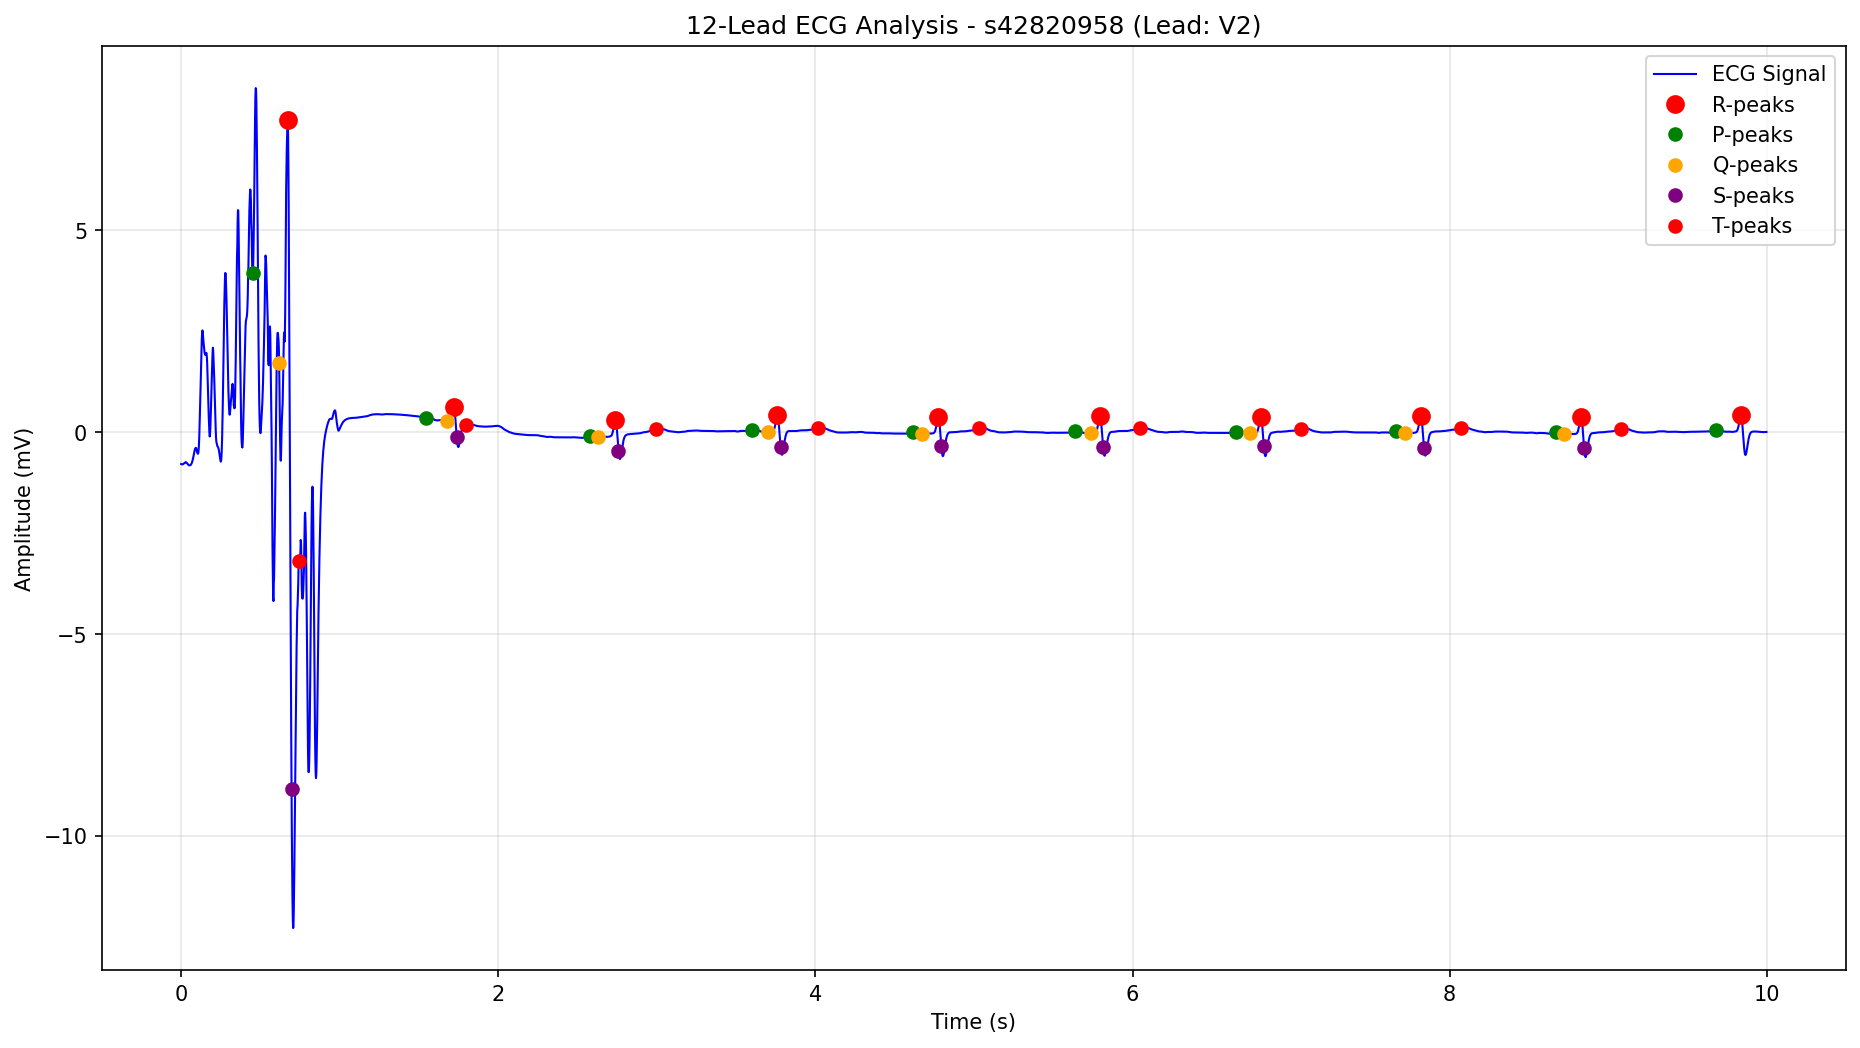 12-Lead ECG Analysis - s42820958 (Lead: V2)
ECG Signal
R-peaks
P-peaks
Q-peaks
S-peaks
T-peaks
Amplitude (mV)
5
0
−5
−10
0 2 4 6 8 10
Time (s)